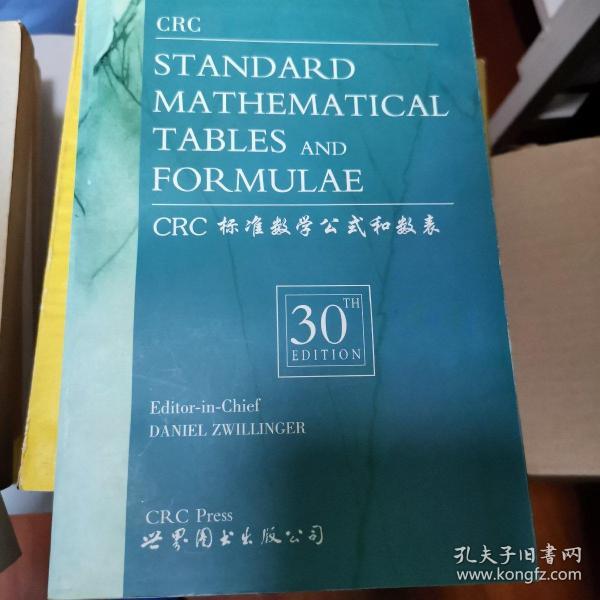 CRC
STANDARD
MATHEMATICAL
TABLES AND
FORMULAE
CRC 标准数学公式和数表
30TH
EDITION
Editor-in-Chief
DANIEL ZWILLINGER
CRC Press
世界图书出版公司
孔夫子旧书网
www.kongfz.com